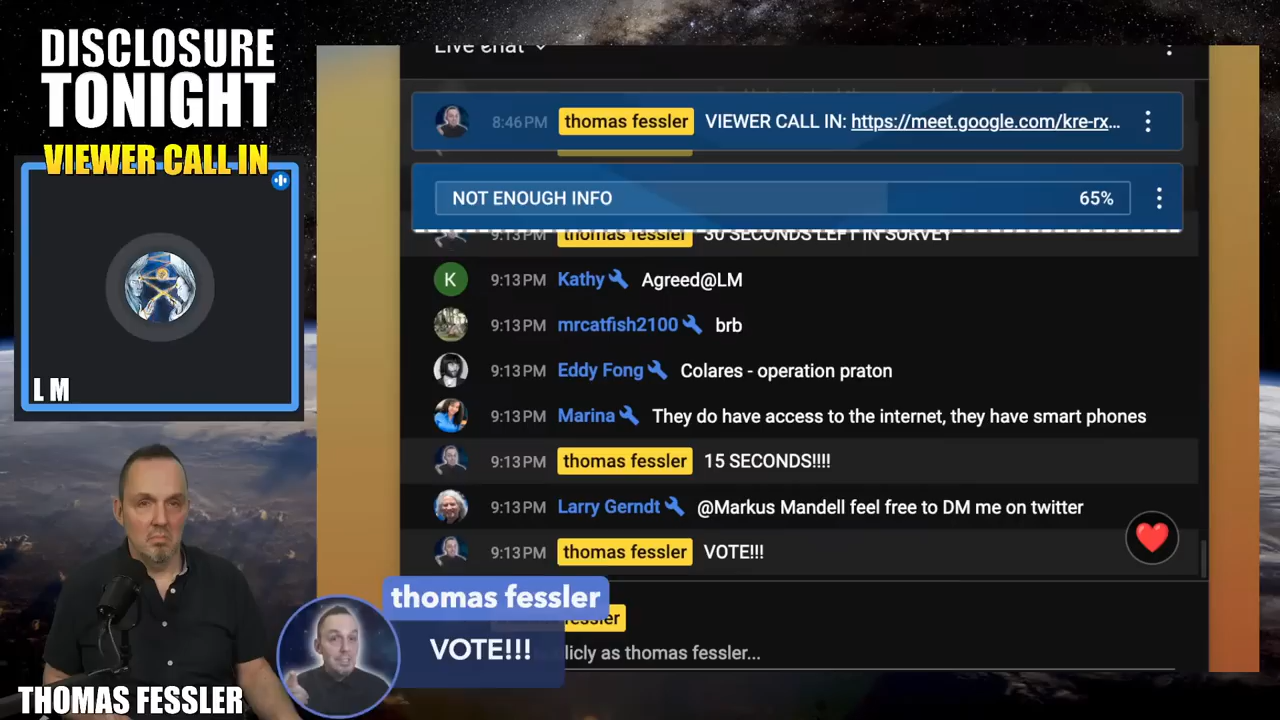 DISCLOSURE
TONIGHT
VIEWER CALL IN
L M
THOMAS FESSLER
Live chat
8:46 PM thomas fessler VIEWER CALL IN: https://meet.google.com/kre-rx...
NOT ENOUGH INFO 65%
9:13 PM thomas fessler 30 SECONDS LEFT IN SURVEY
K 9:13 PM Kathy Agreed@LM
9:13 PM mrcatfish2100 brb
9:13 PM Eddy Fong Colares - operation praton
9:13 PM Marina They do have access to the internet, they have smart phones
9:13 PM thomas fessler 15 SECONDS!!!!
9:13 PM Larry Gerndt @Markus Mandell feel free to DM me on twitter
9:13 PM thomas fessler VOTE!!!
thomas fessler
VOTE!!!
as thomas fessler...